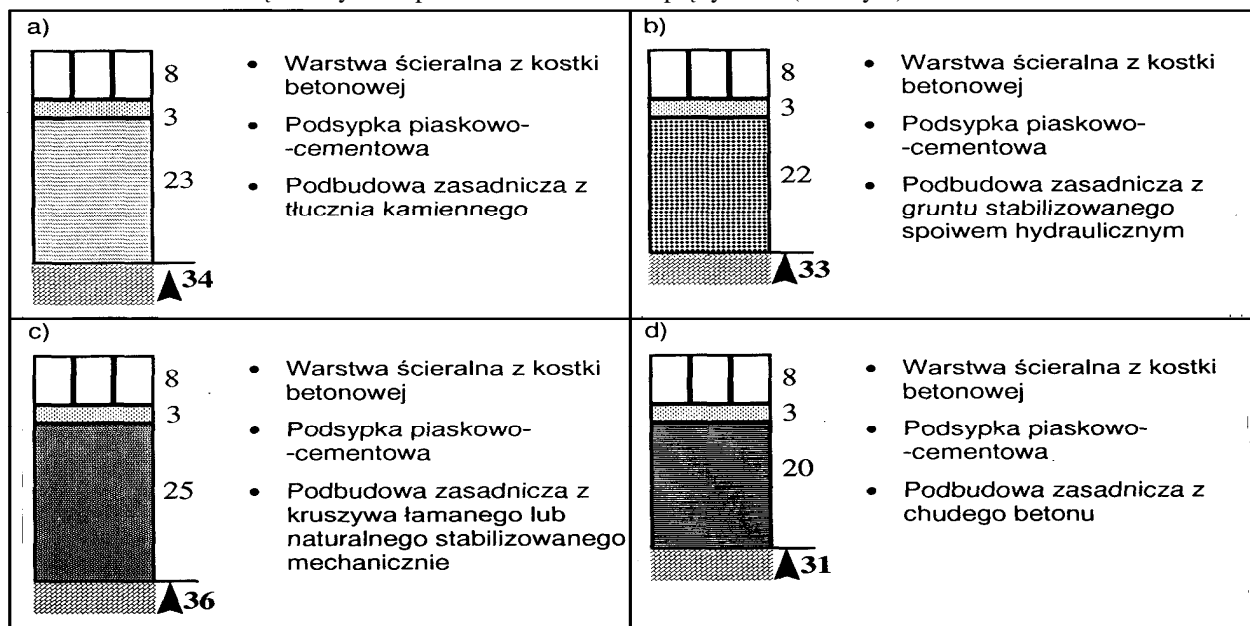 a)
8
3
23
34
• Warstwa ścieralna z kostki
betonowej
• Podsypka piaskowo-
-cementowa
• Podbudowa zasadnicza z
tłucznia kamiennego
b)
8
3
22
33
• Warstwa ścieralna z kostki
betonowej
• Podsypka piaskowo-
-cementowa
• Podbudowa zasadnicza z
gruntu stabilizowanego
spoiwem hydraulicznym
c)
8
3
25
36
• Warstwa ścieralna z kostki
betonowej
• Podsypka piaskowo-
-cementowa
• Podbudowa zasadnicza z
kruszywa łamanego lub
naturalnego stabilizowanego
mechanicznie
d)
8
3
20
31
• Warstwa ścieralna z kostki
betonowej
• Podsypka piaskowo-
-cementowa
• Podbudowa zasadnicza z
chudego betonu